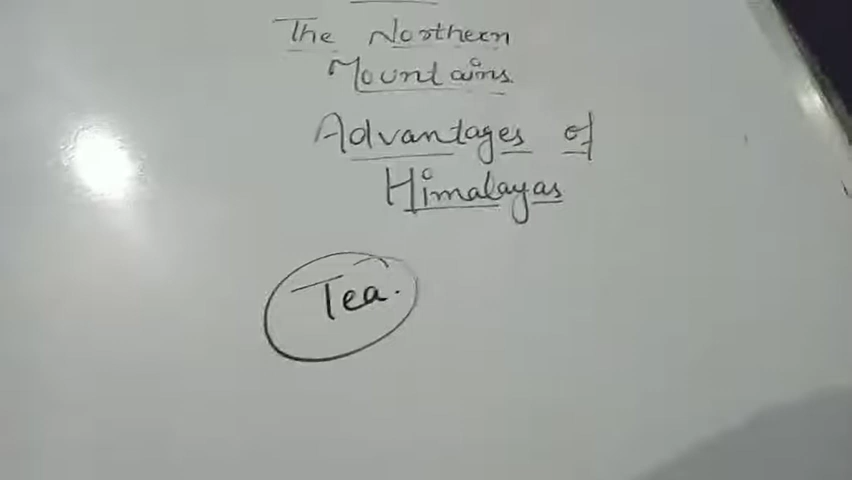 The Northern
Mountains
Advantages of
Himalayas
Tea.